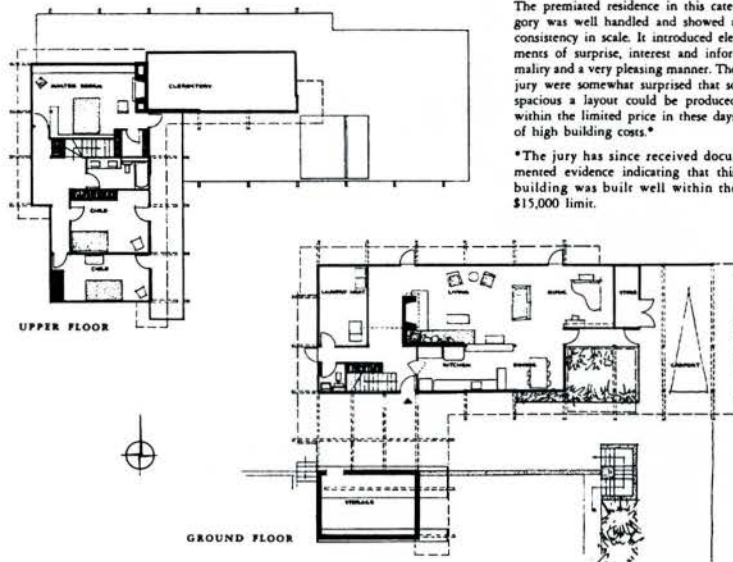 The premiated residence in this cate-
gory was well handled and showed a
consistency in scale. It introduced ele-
ments of surprise, interest and infor-
mality and a very pleasing manner. The
jury were somewhat surprised that so
spacious a layout could be produced
within the limited price in these days
of high building costs.*
*The jury has since received docu-
mented evidence indicating that this
building was built well within the
$15,000 limit.
MASTER BEDRM
CLERESTORY
CHILD
CHILD
UPPER FLOOR
LAUNDRY HEAT
LIVING
STORE
KITCHEN
DINING
CARPORT
STORAGE
GROUND FLOOR